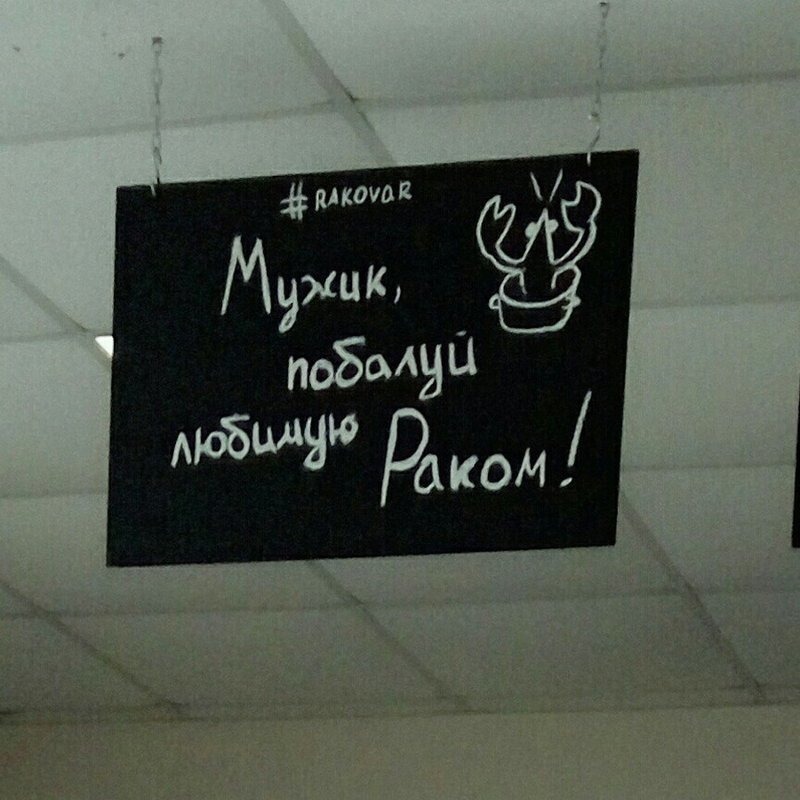 #RAKOVAR
Мужик,
побалуй
любимую Раком!